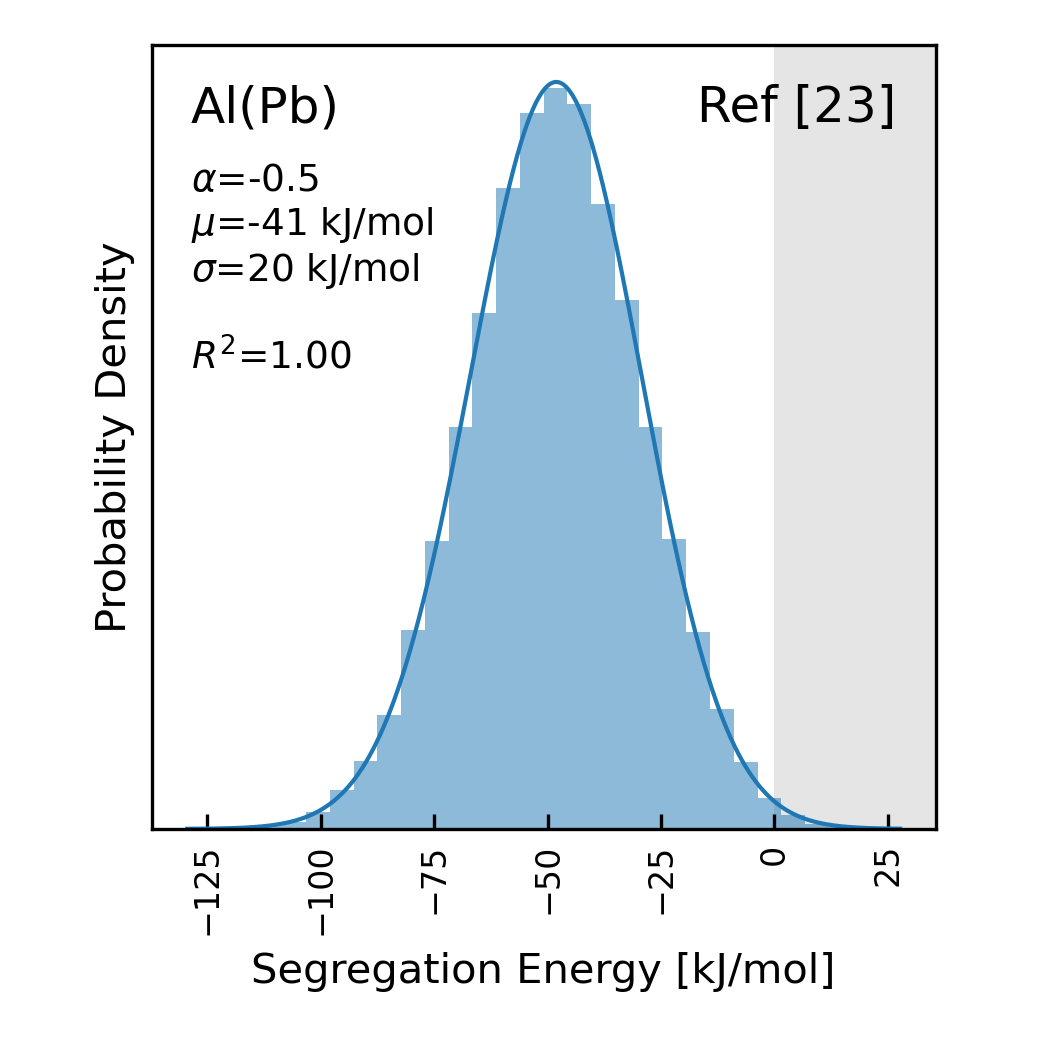 Al(Pb)
Ref [23]
α=-0.5
μ=-41 kJ/mol
σ=20 kJ/mol
R²=1.00
Probability Density
−125 −100 −75 −50 −25 0 25
Segregation Energy [kJ/mol]